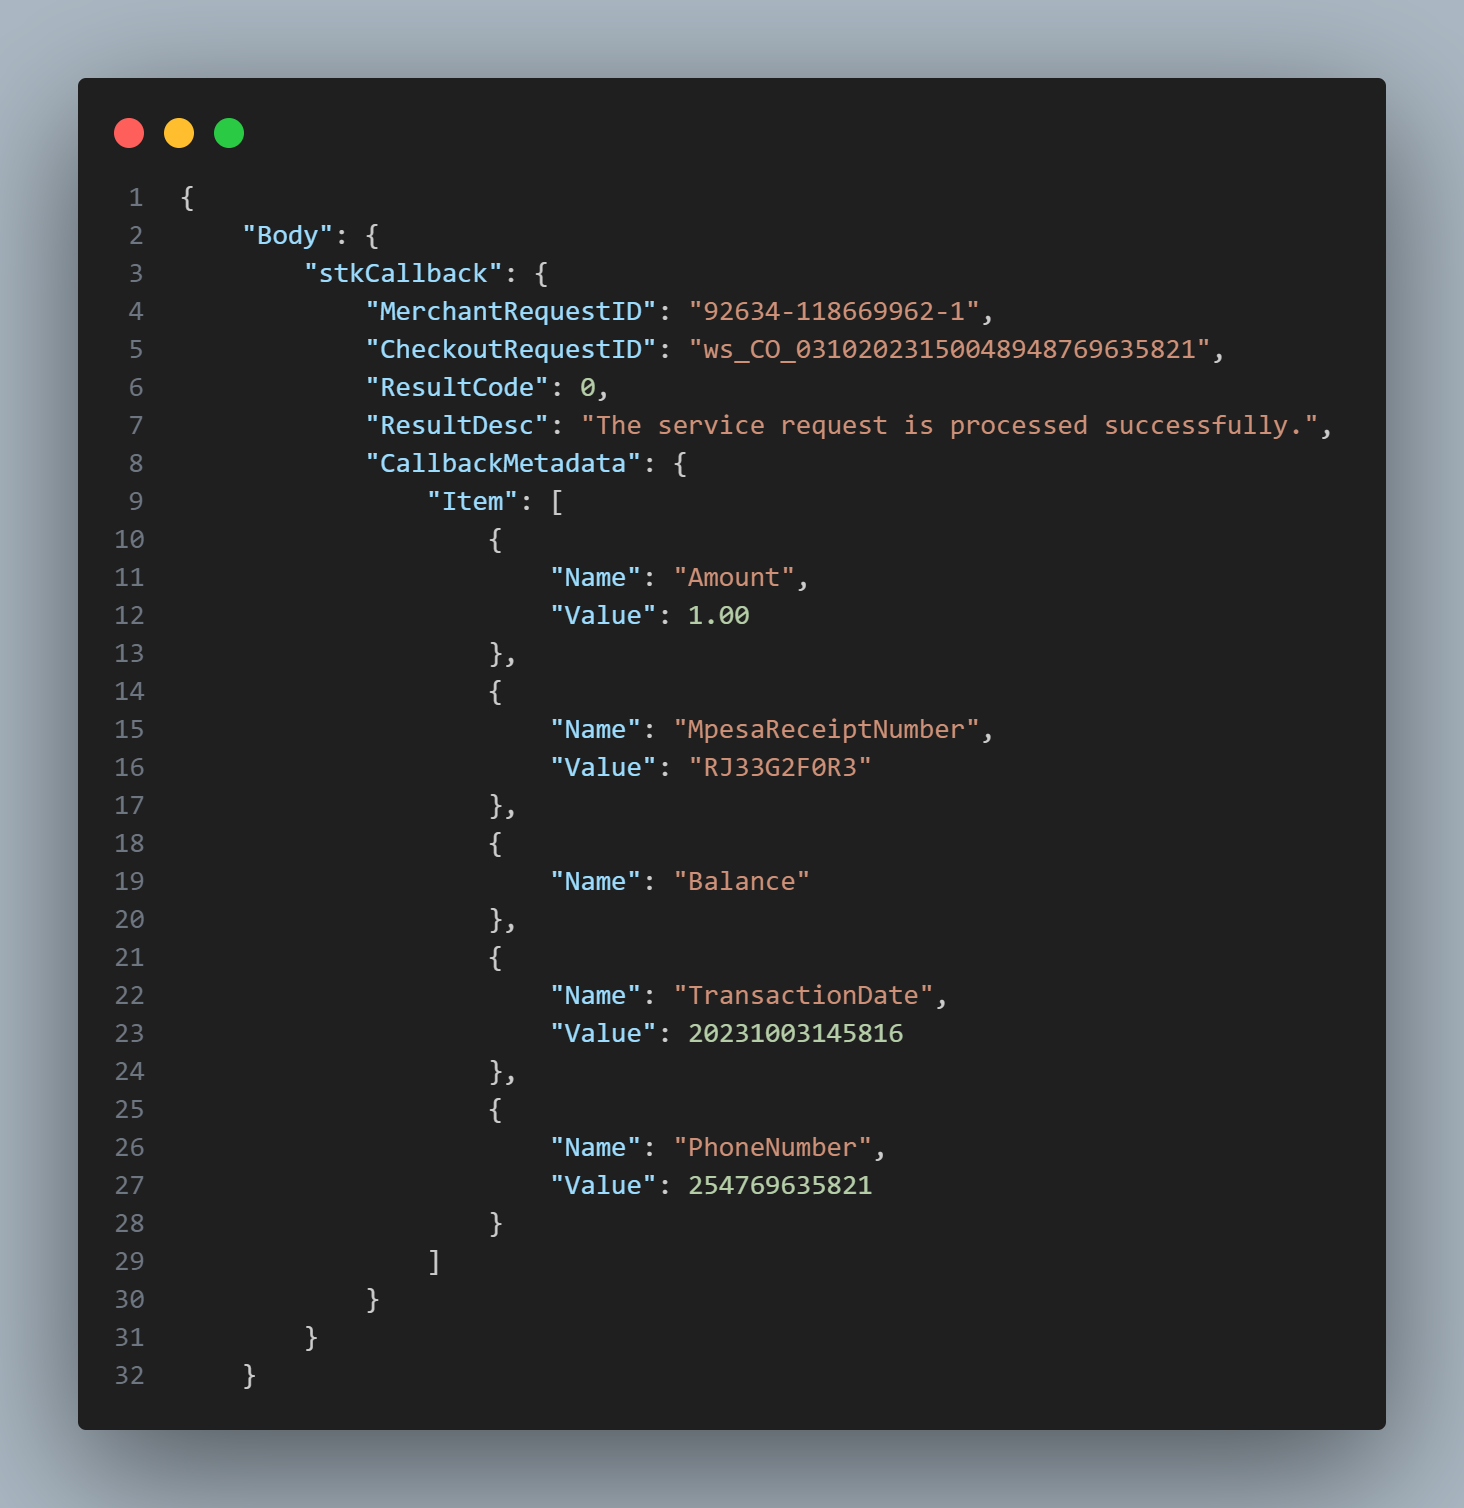 1 {
2     "Body": {
3         "stkCallback": {
4             "MerchantRequestID": "92634-118669962-1",
5             "CheckoutRequestID": "ws_CO_03102023150048948769635821",
6             "ResultCode": 0,
7             "ResultDesc": "The service request is processed successfully.",
8             "CallbackMetadata": {
9                 "Item": [
10                     {
11                         "Name": "Amount",
12                         "Value": 1.00
13                     },
14                     {
15                         "Name": "MpesaReceiptNumber",
16                         "Value": "RJ33G2F0R3"
17                     },
18                     {
19                         "Name": "Balance"
20                     },
21                     {
22                         "Name": "TransactionDate",
23                         "Value": 20231003145816
24                     },
25                     {
26                         "Name": "PhoneNumber",
27                         "Value": 254769635821
28                     }
29                 ]
30             }
31         }
32     }